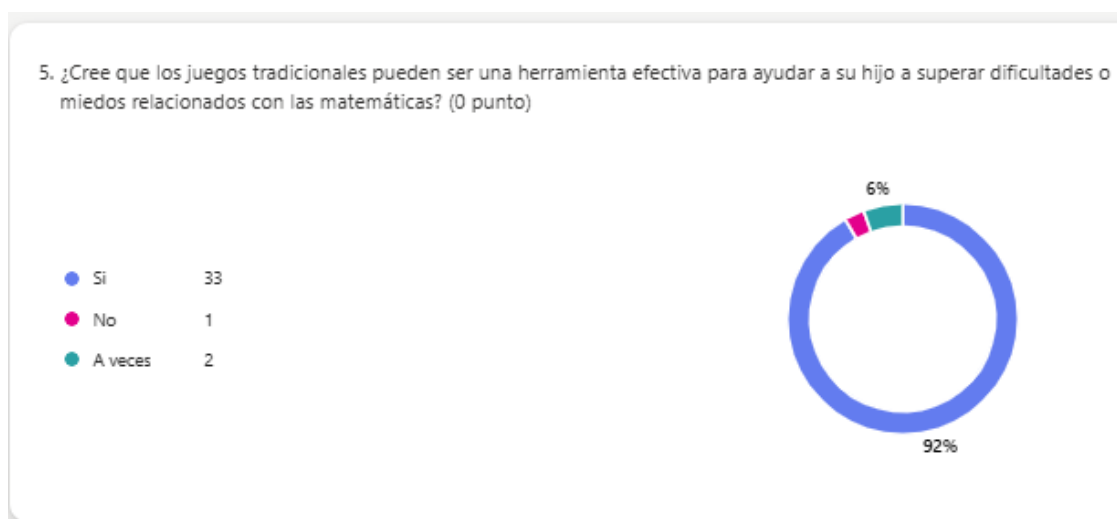 5. ¿Cree que los juegos tradicionales pueden ser una herramienta efectiva para ayudar a su hijo a superar dificultades o
miedos relacionados con las matemáticas? (0 punto)
6%
Si 33
No 1
A veces 2
92%